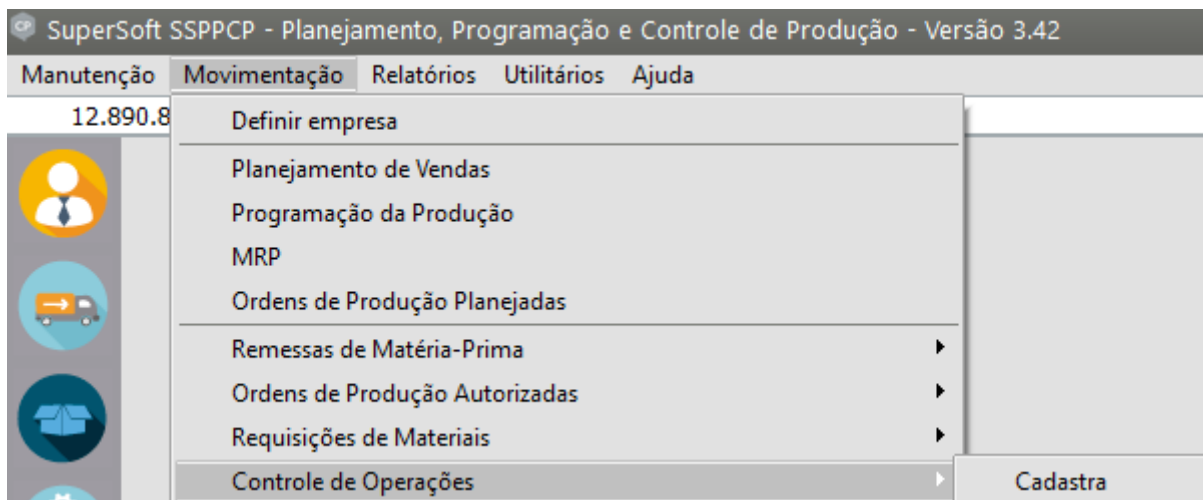 SuperSoft SSPPCP - Planejamento, Programação e Controle de Produção - Versão 3.42
Manutenção Movimentação Relatórios Utilitários Ajuda
12.890.8
Definir empresa
Planejamento de Vendas
Programação da Produção
MRP
Ordens de Produção Planejadas
Remessas de Matéria-Prima
Ordens de Produção Autorizadas
Requisições de Materiais
Controle de Operações Cadastra